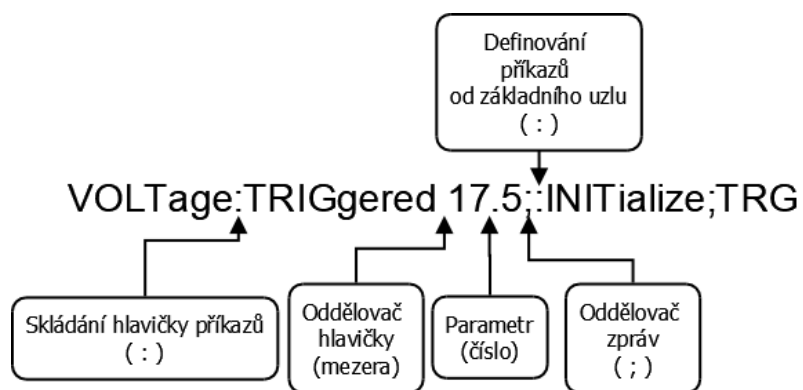 Definování
příkazů
od základního uzlu
( : )
VOLTage:TRIGgered 17.5;:INITialize;TRG
Skládání hlavičky příkazů
( : )
Oddělovač
hlavičky
(mezera)
Parametr
(číslo)
Oddělovač
zpráv
( ; )